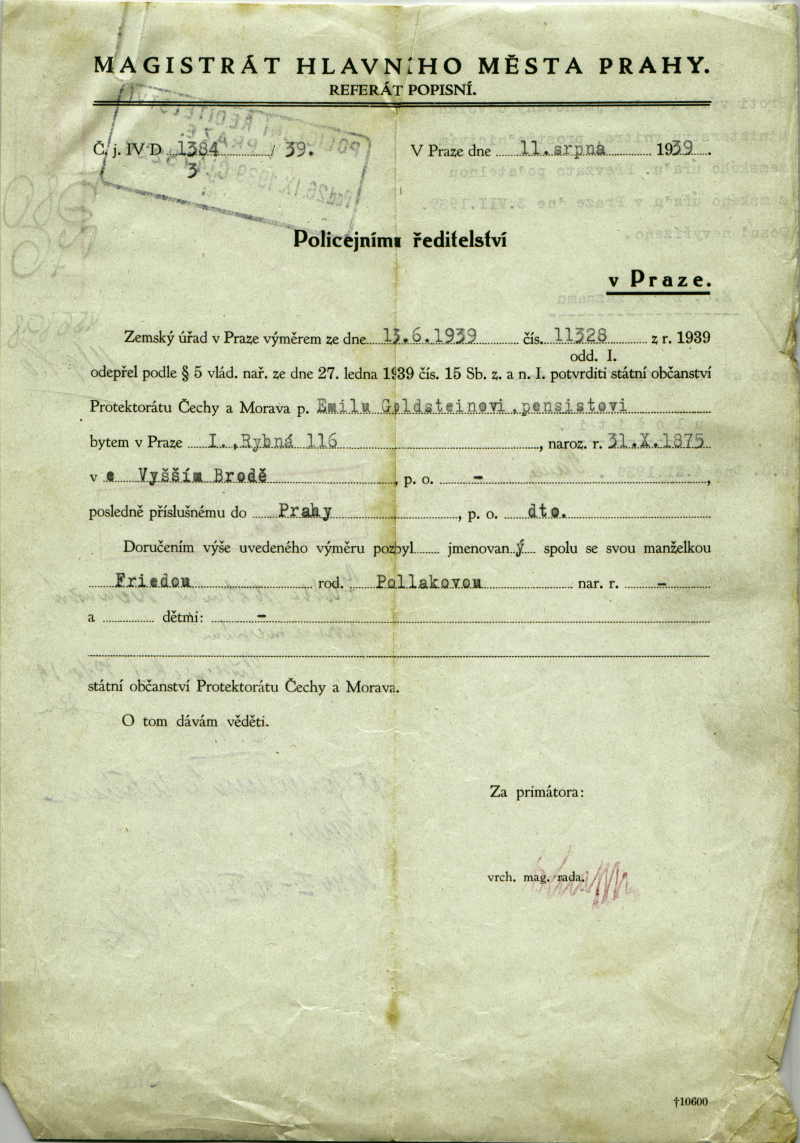 MAGISTRÁT HLAVNÍHO MĚSTA PRAHY.
REFERÁT POPISNÍ.
Č. j. IV D 1384 / 39.
3
V Praze dne 11. srpna 1939.
Policejnímu ředitelství
v Praze.
Zemský úřad v Praze výměrem ze dne 13.6.1939 čís. 11328 z r. 1939
odd. I.
odepřel podle § 5 vlád. nař. ze dne 27. ledna 1939 čís. 15 Sb. z. a n. I. potvrditi státní občanství
Protektorátu Čechy a Morava p. Emilu Goldsteinovi, pensistovi
bytem v Praze I., Rybná 116, naroz. r. 31.X.1875
v e Vyšším Brodě, p. o. -,
posledně příslušnému do Prahy, p. o. dto.
Doručením výše uvedeného výměru pozbyl jmenovaný spolu se svou manželkou
Friedou rod. Pollakovou nar. r. -
a dětmi: -
státní občanství Protektorátu Čechy a Morava.
O tom dávám věděti.
Za primátora:
vrch. mag. rada.
†10600